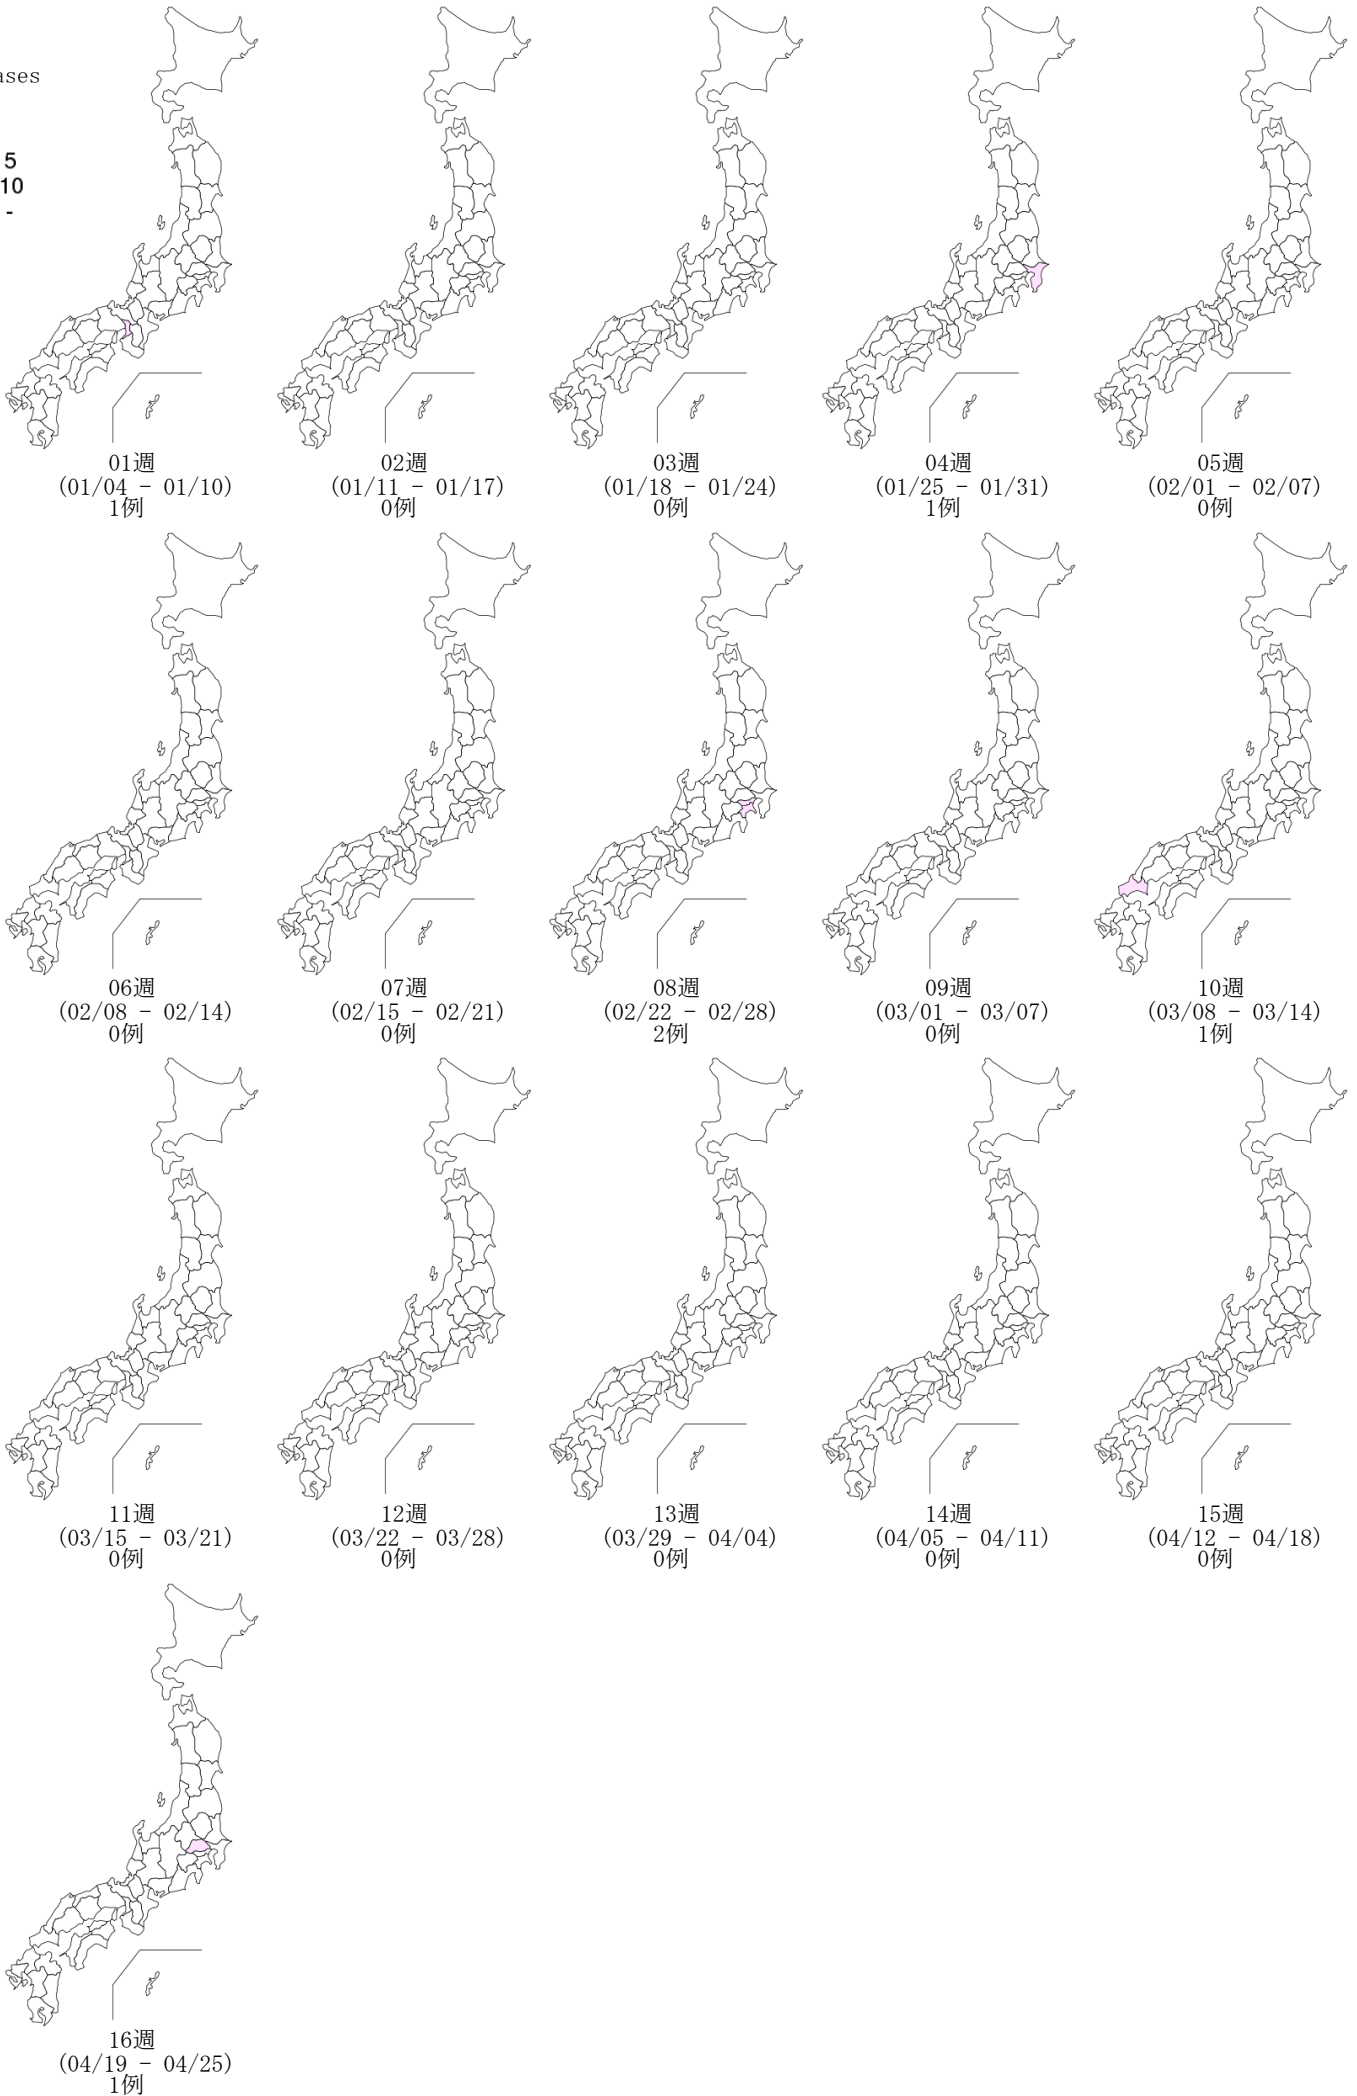 5
10
-
01週
(01/04 - 01/10)
1例
02週
(01/11 - 01/17)
0例
03週
(01/18 - 01/24)
0例
04週
(01/25 - 01/31)
1例
05週
(02/01 - 02/07)
0例
06週
(02/08 - 02/14)
0例
07週
(02/15 - 02/21)
0例
08週
(02/22 - 02/28)
2例
09週
(03/01 - 03/07)
0例
10週
(03/08 - 03/14)
1例
11週
(03/15 - 03/21)
0例
12週
(03/22 - 03/28)
0例
13週
(03/29 - 04/04)
0例
14週
(04/05 - 04/11)
0例
15週
(04/12 - 04/18)
0例
16週
(04/19 - 04/25)
1例